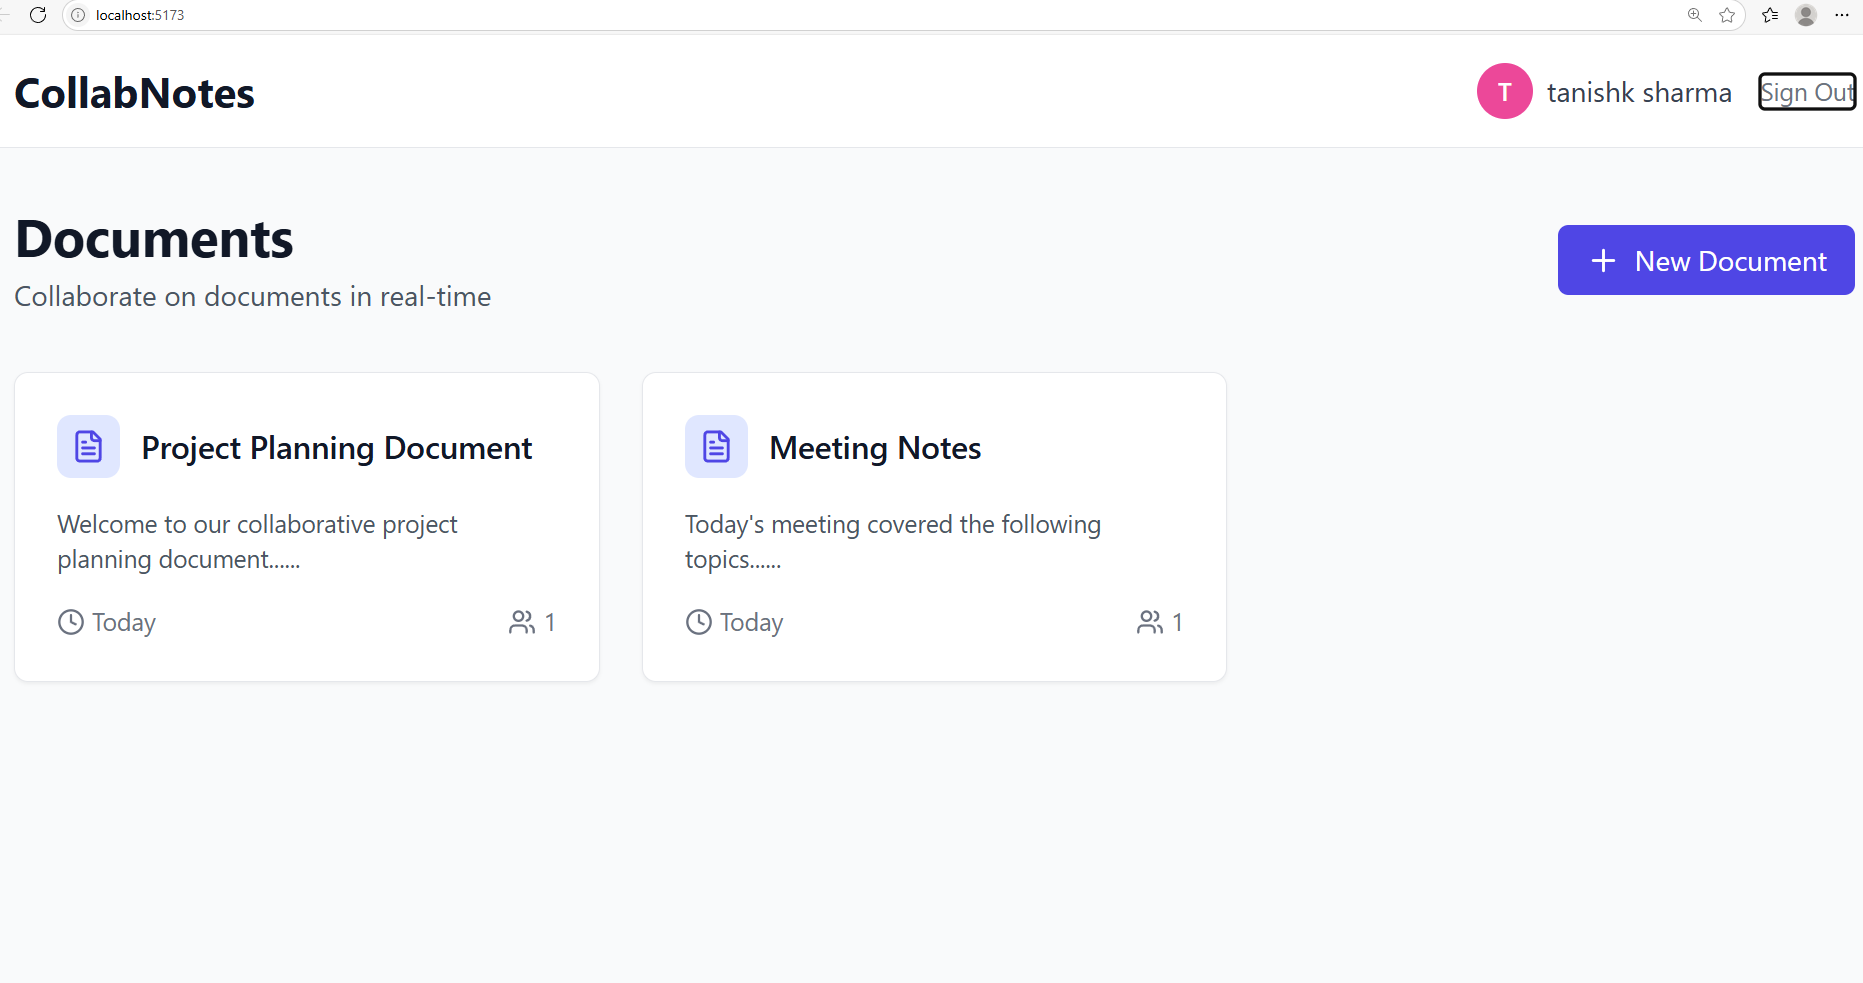 localhost:5173
CollabNotes
T tanishk sharma Sign Out
Documents
Collaborate on documents in real-time
New Document
Project Planning Document
Welcome to our collaborative project
planning document......
Today 1
Meeting Notes
Today's meeting covered the following
topics......
Today 1